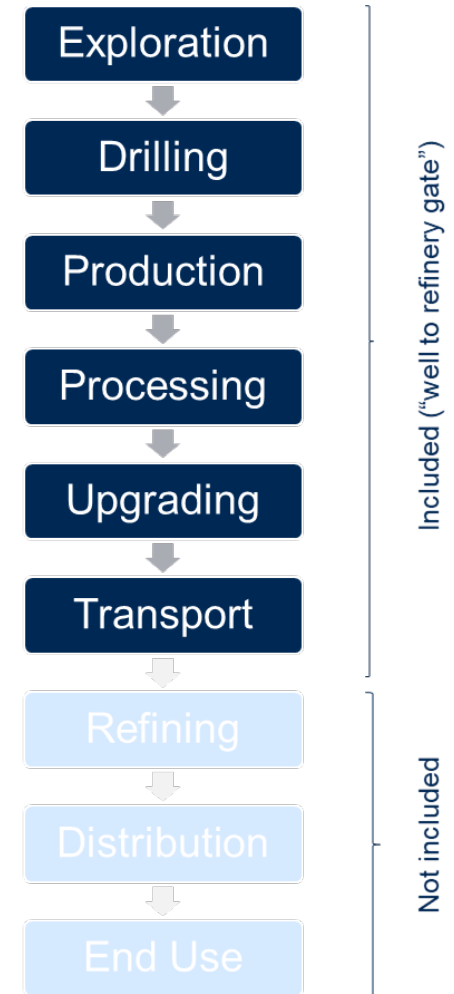 Exploration
Drilling
Production
Processing
Upgrading
Transport
Included (“well to refinery gate”)
Refining
Distribution
End Use
Not included